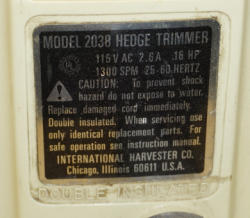 MODEL 2038 HEDGE TRIMMER
115V AC 2.6A .16 HP
1300 SPM 25-60 HERTZ
CAUTION: To prevent shock
hazard do not expose to water.
Replace damaged cord immediately.
Double insulated. When servicing use
only identical replacement parts. For
safe operation see instruction manual.
INTERNATIONAL HARVESTER CO.
Chicago, Illinois 60611 U.S.A.
DOUBLE INSULATED